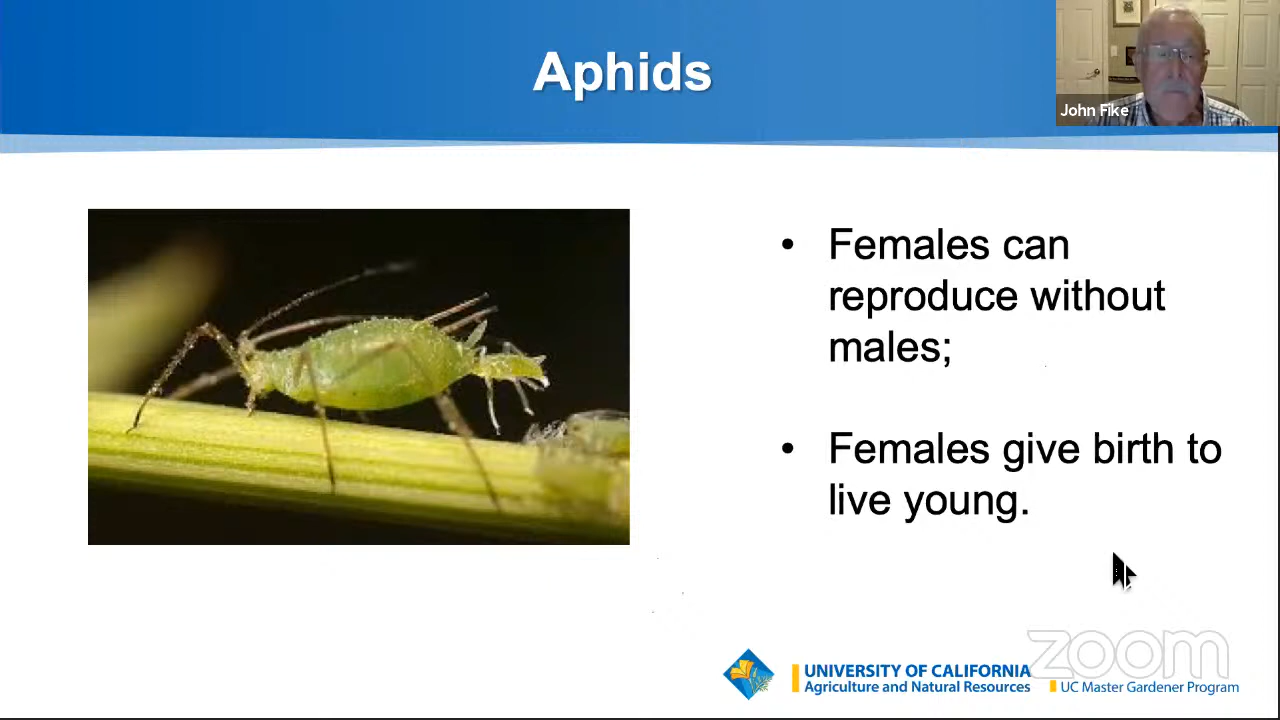 Aphids
John Fike
• Females can
reproduce without
males;
• Females give birth to
live young.
zoom
UNIVERSITY OF CALIFORNIA
Agriculture and Natural Resources
UC Master Gardener Program